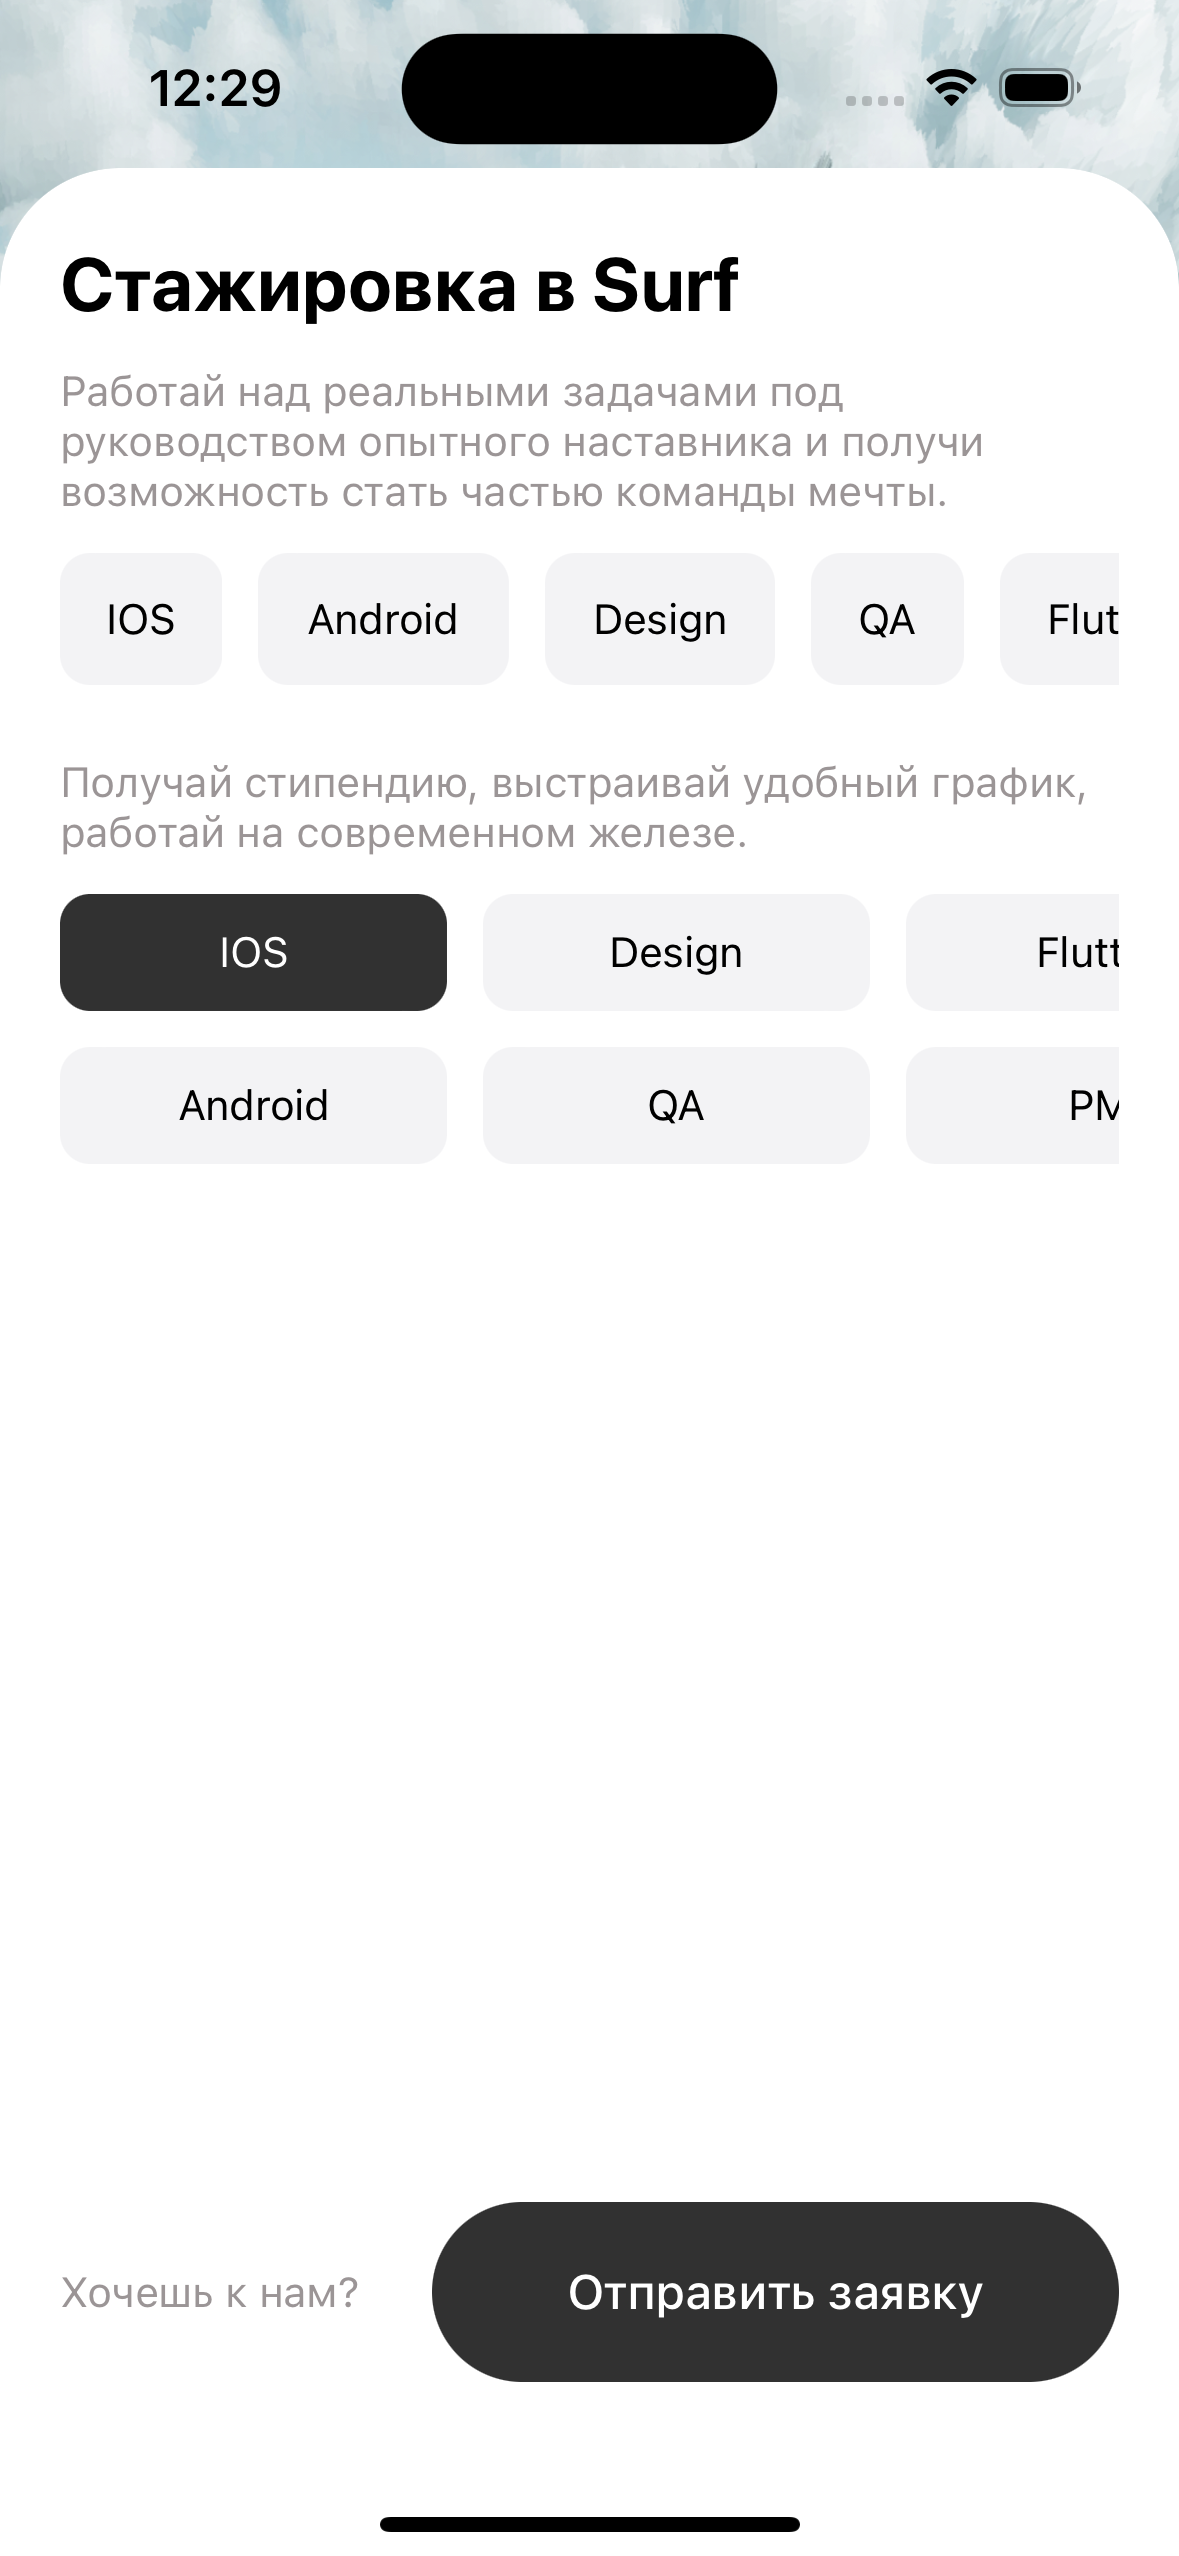 12:29
Стажировка в Surf
Работай над реальными задачами под
руководством опытного наставника и получи
возможность стать частью команды мечты.
IOS Android Design QA Flut
Получай стипендию, выстраивай удобный график,
работай на современном железе.
IOS Design Flutt
Android QA PM
Хочешь к нам? Отправить заявку